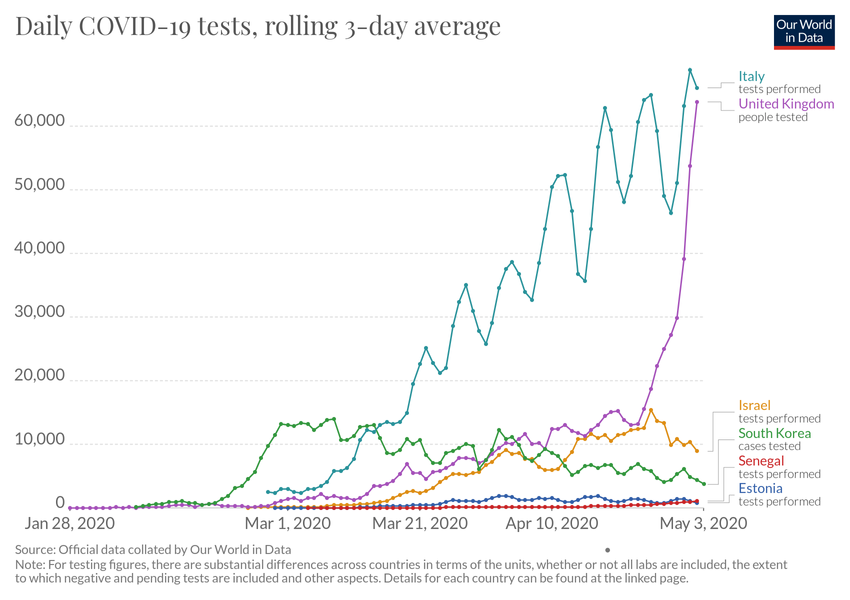 Daily COVID-19 tests, rolling 3-day average
Our World
in Data
60,000
50,000
40,000
30,000
20,000
10,000
0
Jan 28, 2020
Mar 1, 2020
Mar 21, 2020
Apr 10, 2020
May 3, 2020
Italy
tests performed
United Kingdom
people tested
Israel
tests performed
South Korea
cases tested
Senegal
tests performed
Estonia
tests performed
Source: Official data collated by Our World in Data
Note: For testing figures, there are substantial differences across countries in terms of the units, whether or not all labs are included, the extent
to which negative and pending tests are included and other aspects. Details for each country can be found at the linked page.